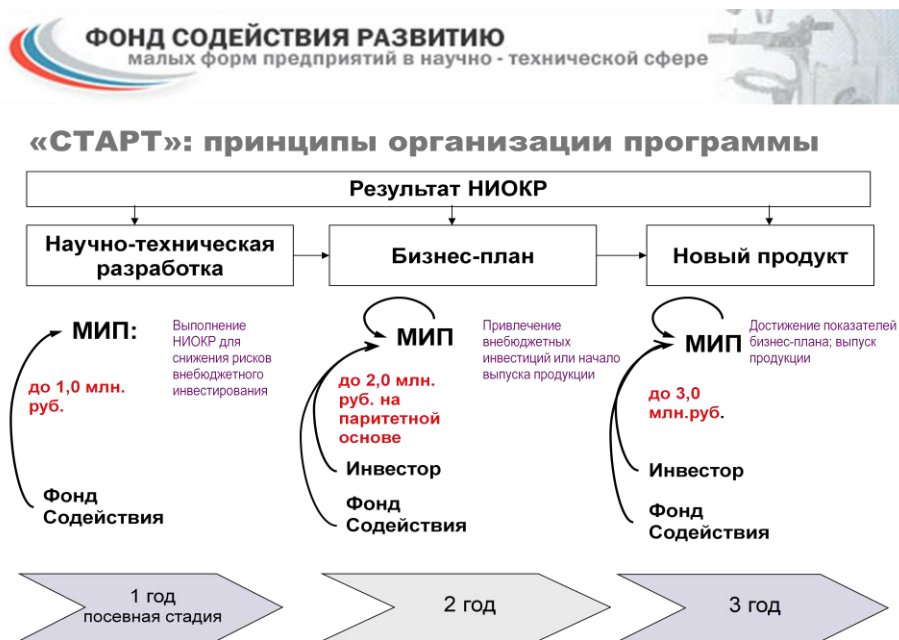 ФОНД СОДЕЙСТВИЯ РАЗВИТИЮ
малых форм предприятий в научно - технической сфере
«СТАРТ»: принципы организации программы
Результат НИОКР
Научно-техническая
разработка
Бизнес-план
Новый продукт
МИП:
Выполнение
НИОКР для
снижения рисков
внебюджетного
инвестирования
до 1,0 млн.
руб.
Фонд
Содействия
МИП
Привлечение
внебюджетных
инвестиций или начало
выпуска продукции
до 2,0 млн.
руб. на
паритетной
основе
Инвестор
Фонд
Содействия
МИП
Достижение показателей
бизнес-плана; выпуск
продукции
до 3,0
млн.руб.
Инвестор
Фонд
Содействия
1 год
посевная стадия
2 год
3 год